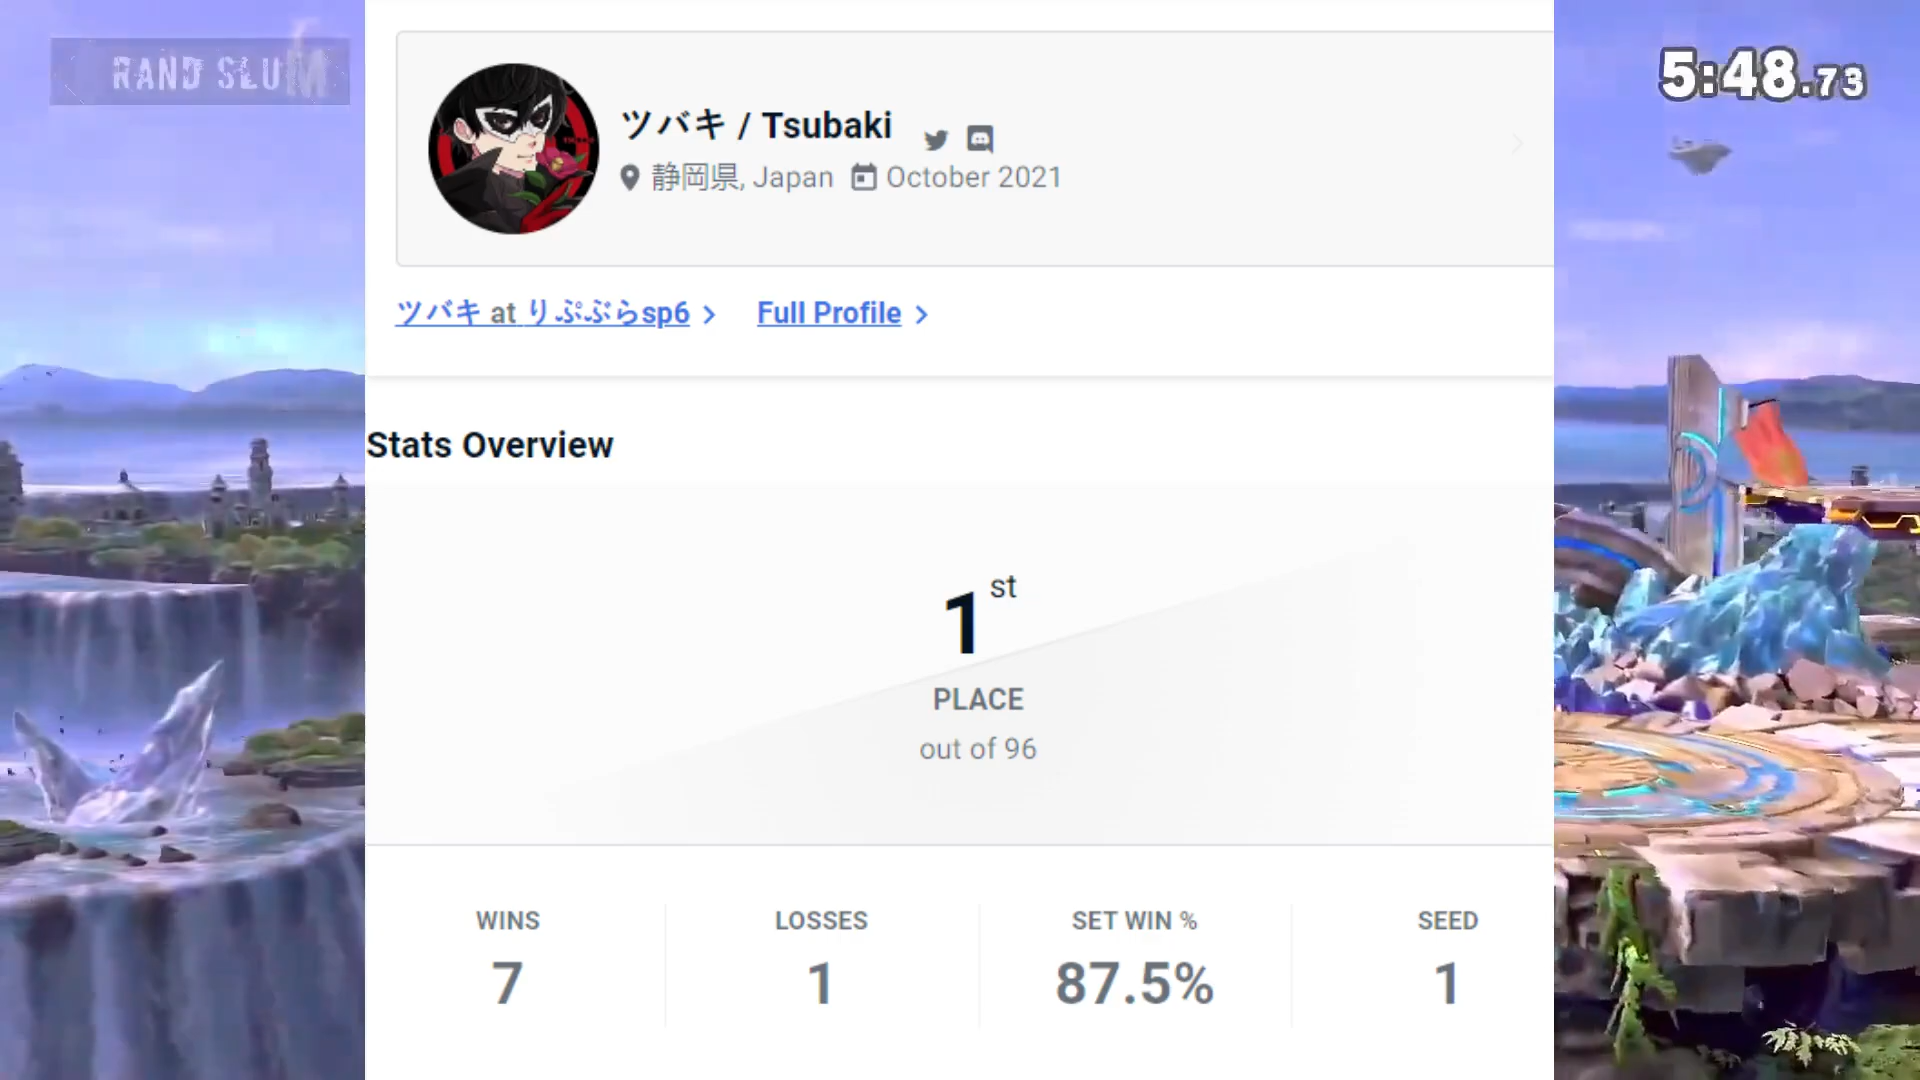 RAND SLUM
5:48.73
ツバキ / Tsubaki
静岡県, Japan October 2021
ツバキ at りぷぶらsp6 Full Profile
Stats Overview
1st
PLACE
out of 96
WINS LOSSES SET WIN % SEED
7 1 87.5% 1